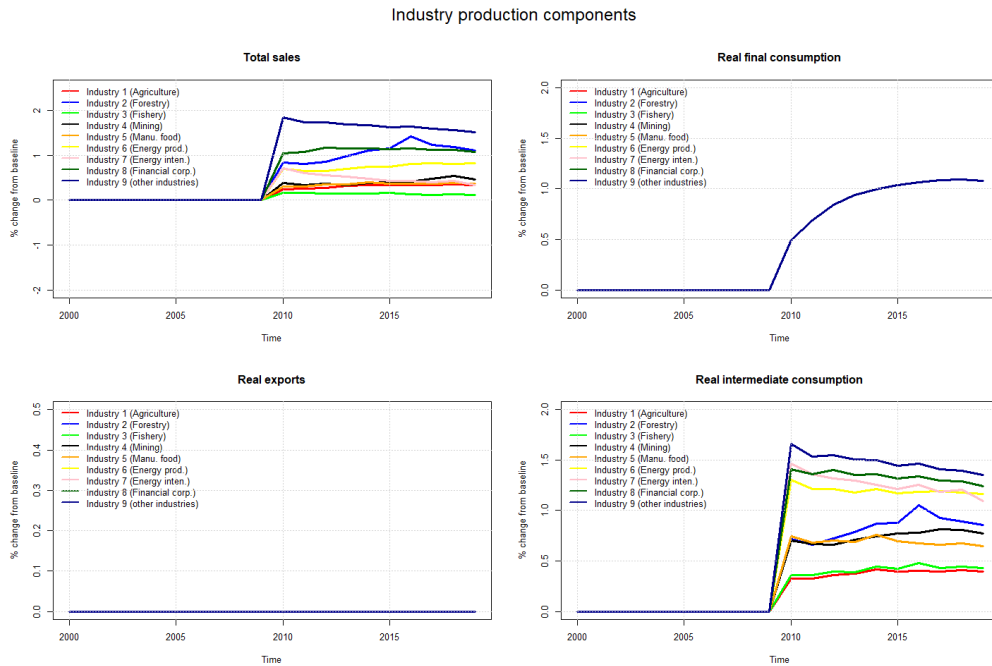 Industry production components
Total sales
% change from baseline
2
1
0
-1
-2
Industry 1 (Agriculture)
Industry 2 (Forestry)
Industry 3 (Fishery)
Industry 4 (Mining)
Industry 5 (Manu. food)
Industry 6 (Energy prod.)
Industry 7 (Energy inten.)
Industry 8 (Financial corp.)
Industry 9 (other industries)
2000 2005 2010 2015
Time
Real final consumption
% change from baseline
2.0
1.5
1.0
0.5
0.0
Industry 1 (Agriculture)
Industry 2 (Forestry)
Industry 3 (Fishery)
Industry 4 (Mining)
Industry 5 (Manu. food)
Industry 6 (Energy prod.)
Industry 7 (Energy inten.)
Industry 8 (Financial corp.)
Industry 9 (other industries)
2000 2005 2010 2015
Time
Real exports
% change from baseline
0.5
0.4
0.3
0.2
0.1
0.0
Industry 1 (Agriculture)
Industry 2 (Forestry)
Industry 3 (Fishery)
Industry 4 (Mining)
Industry 5 (Manu. food)
Industry 6 (Energy prod.)
Industry 7 (Energy inten.)
Industry 8 (Financial corp.)
Industry 9 (other industries)
2000 2005 2010 2015
Time
Real intermediate consumption
% change from baseline
2.0
1.5
1.0
0.5
0.0
Industry 1 (Agriculture)
Industry 2 (Forestry)
Industry 3 (Fishery)
Industry 4 (Mining)
Industry 5 (Manu. food)
Industry 6 (Energy prod.)
Industry 7 (Energy inten.)
Industry 8 (Financial corp.)
Industry 9 (other industries)
2000 2005 2010 2015
Time